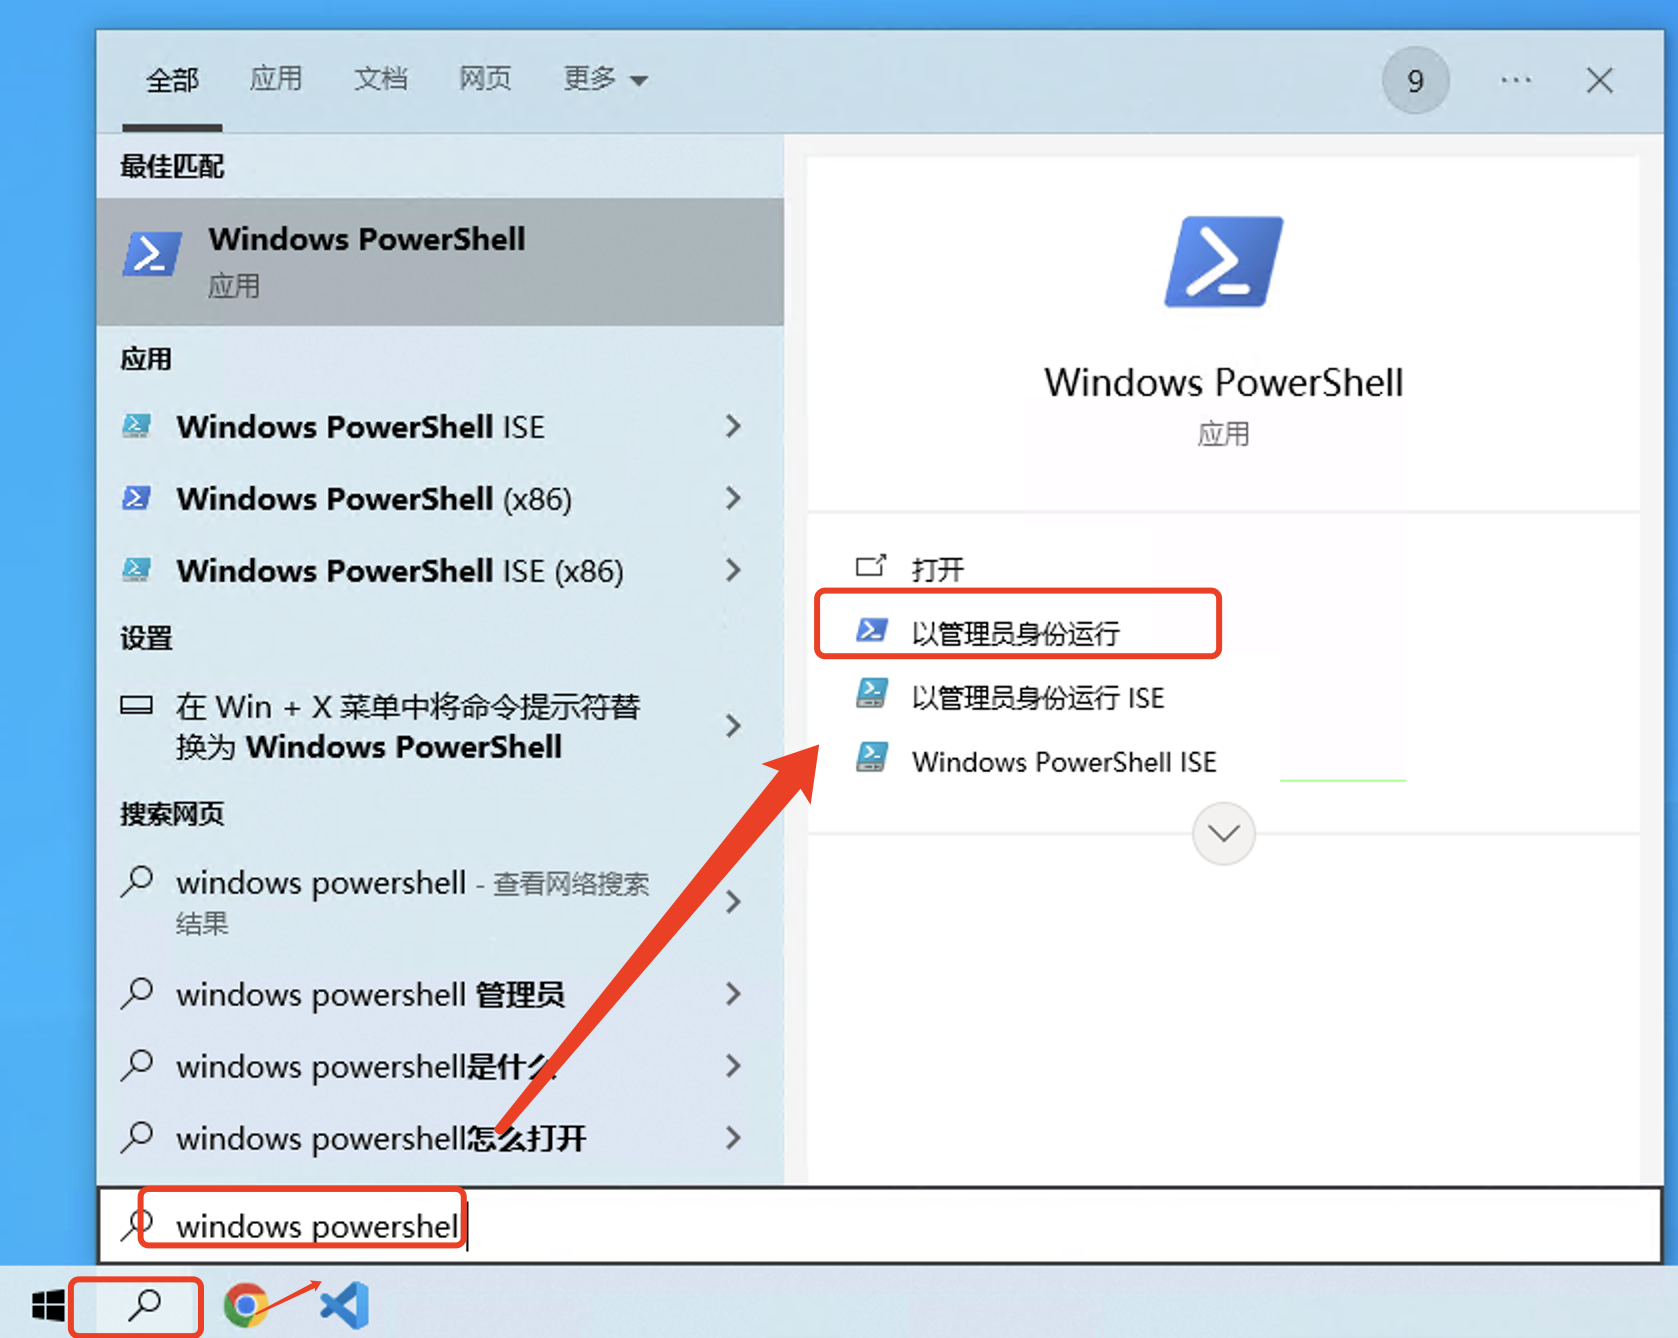 全部 应用 文档 网页 更多 9
最佳匹配
Windows PowerShell
应用
应用
Windows PowerShell ISE
Windows PowerShell (x86)
Windows PowerShell ISE (x86)
设置
在 Win + X 菜单中将命令提示符替
换为 Windows PowerShell
搜索网页
windows powershell - 查看网络搜索
结果
windows powershell 管理员
windows powershell是什么
windows powershell怎么打开
Windows PowerShell
应用
打开
以管理员身份运行
以管理员身份运行 ISE
Windows PowerShell ISE
windows powershell